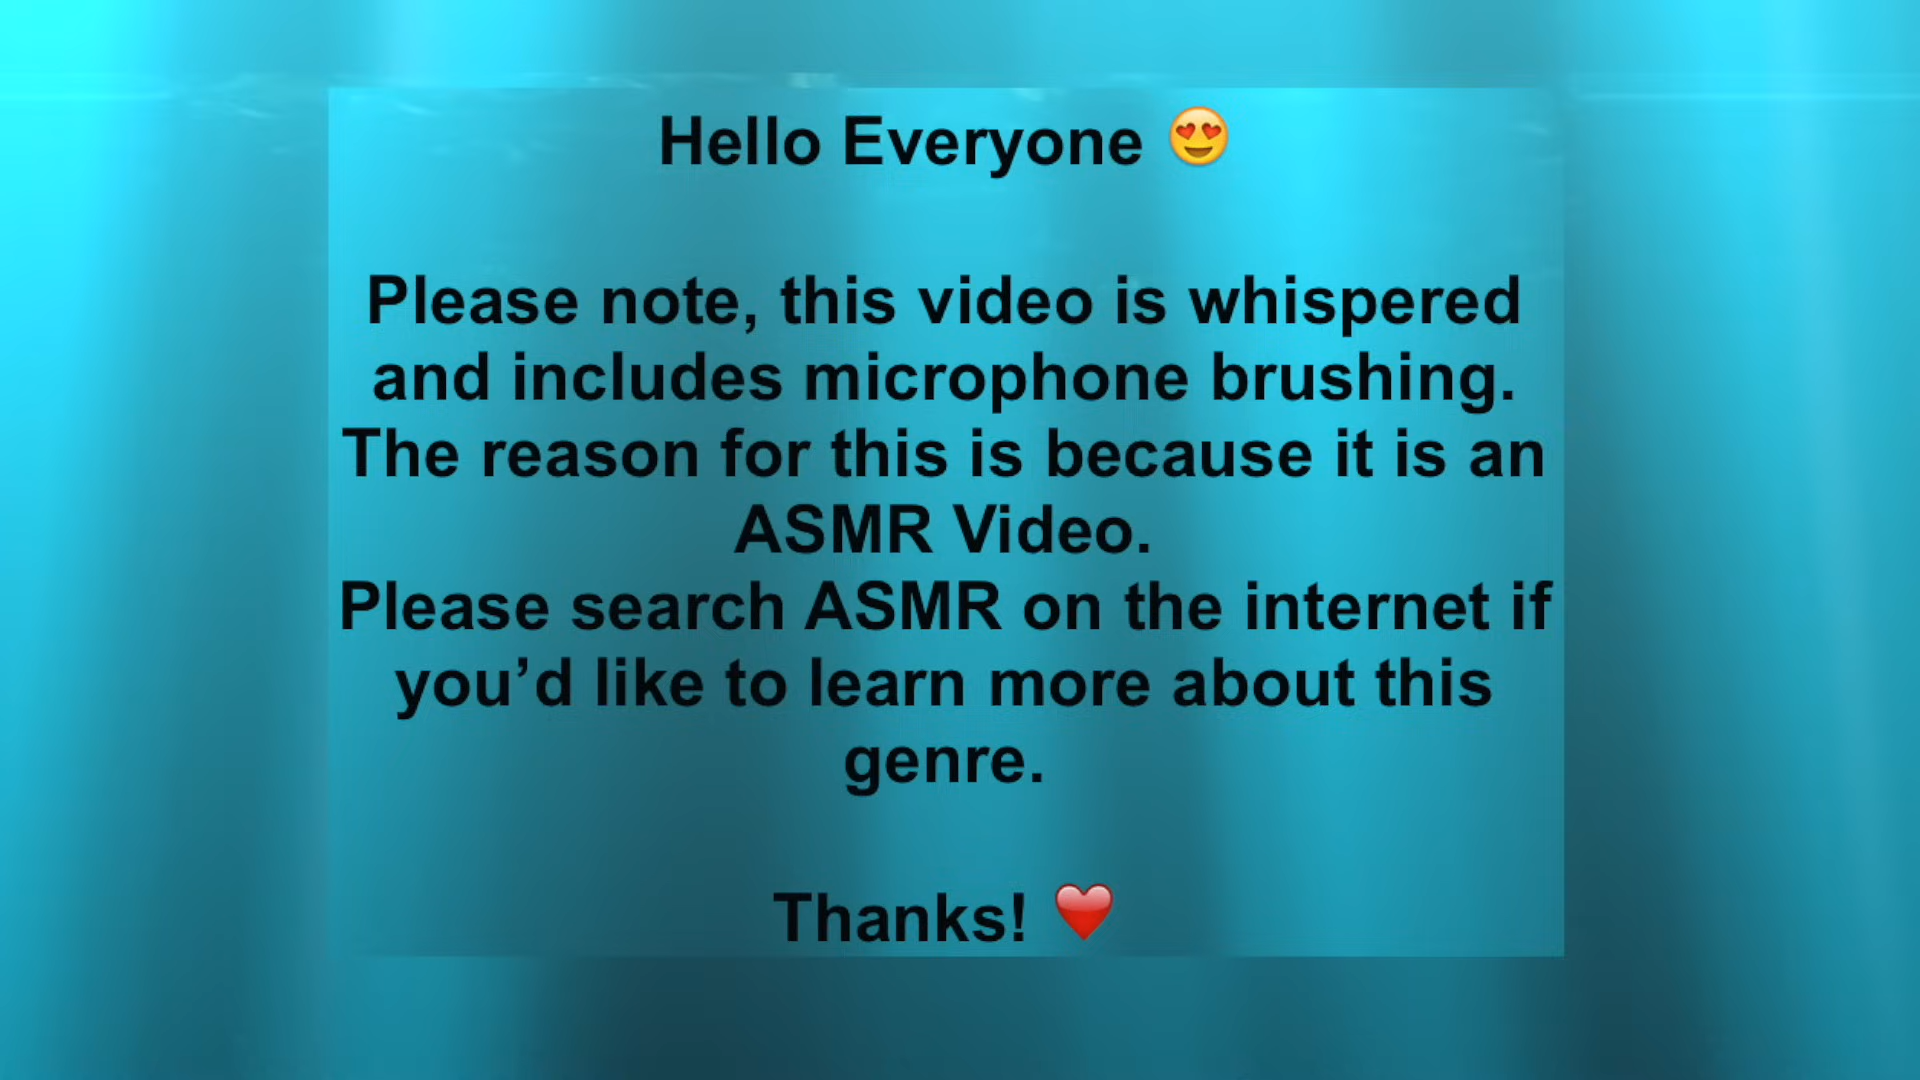 Hello Everyone 😍
Please note, this video is whispered
and includes microphone brushing.
The reason for this is because it is an
ASMR Video.
Please search ASMR on the internet if
you’d like to learn more about this
genre.
Thanks! ❤️